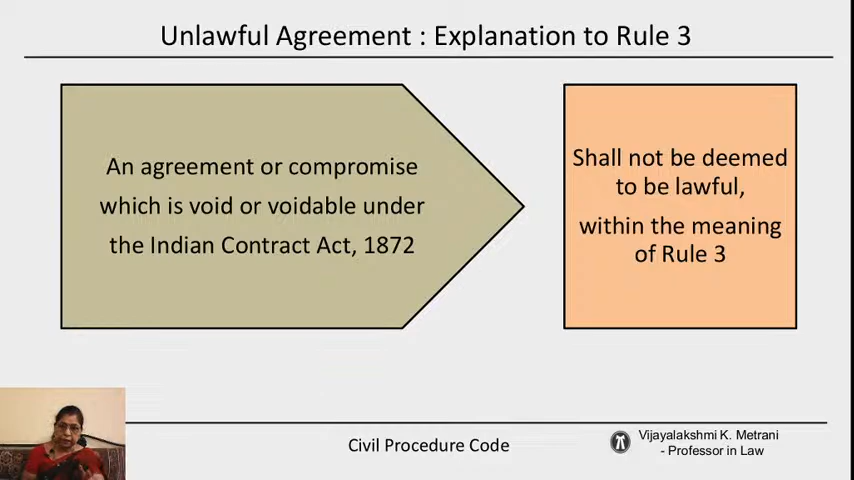 Unlawful Agreement : Explanation to Rule 3
An agreement or compromise
which is void or voidable under
the Indian Contract Act, 1872
Shall not be deemed
to be lawful,
within the meaning
of Rule 3
Civil Procedure Code
Vijayalakshmi K. Metrani
- Professor in Law